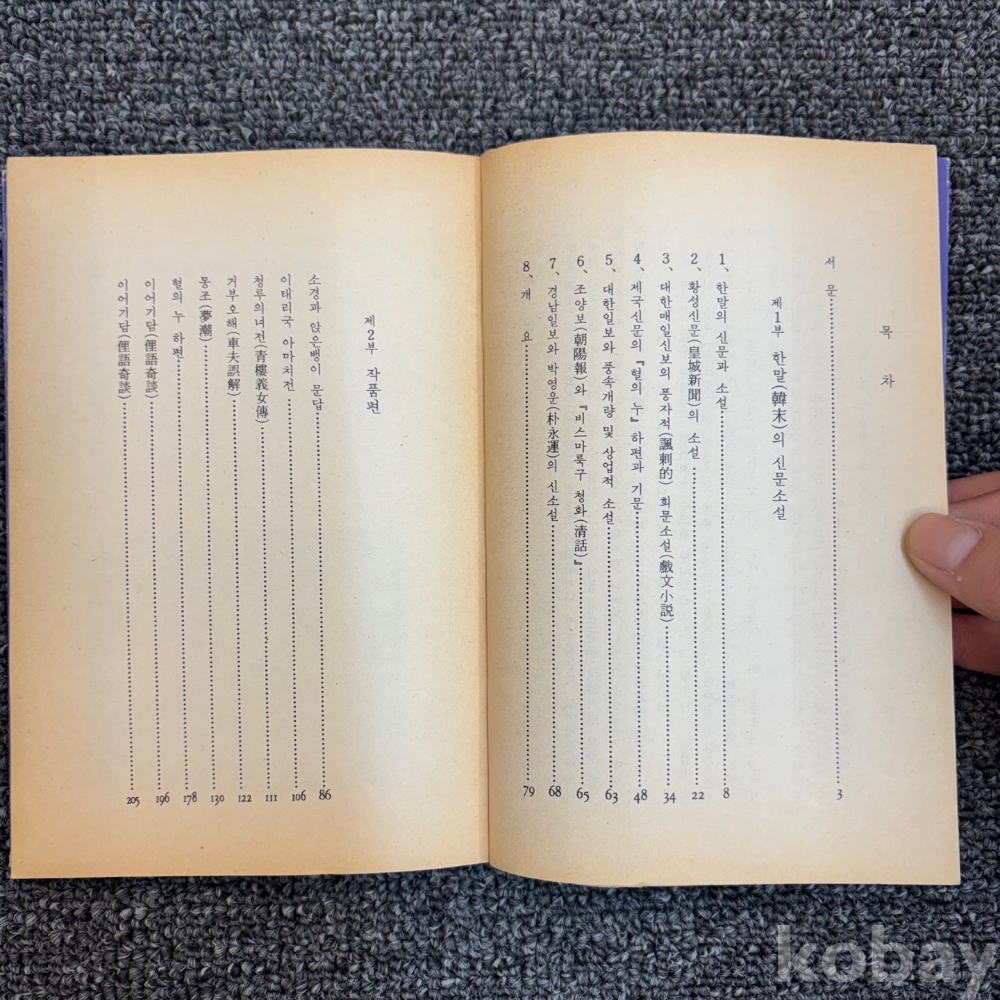 목 차
서 문 3
제1부 한말(韓末)의 신문소설
1、한말의 신문과 소설 8
2、황성신문(皇城新聞)의 소설 22
3、대한매일신보의 풍자적(諷刺的) 희문소설(戲文小說) 34
4、제국신문의 『혈의 누』 하편과 기문 48
5、대한일보와 풍속개량 및 상업적 소설 63
6、조양보(朝陽報)와 『비스마룩구 청화(淸話)』 65
7、경남일보와 박영운(朴永運)의 신소설 68
8、개 요 79
제2부 작품편
소경과 앉은뱅이 문답 86
이태리국 아마치전 106
청루의녀전(靑樓義女傳) 111
거부오해(車夫誤解) 122
몽조(夢潮) 130
혈의 누 하편 178
이어기담(俚語奇談) 196
이어기담(俚語奇談) 205
kobay